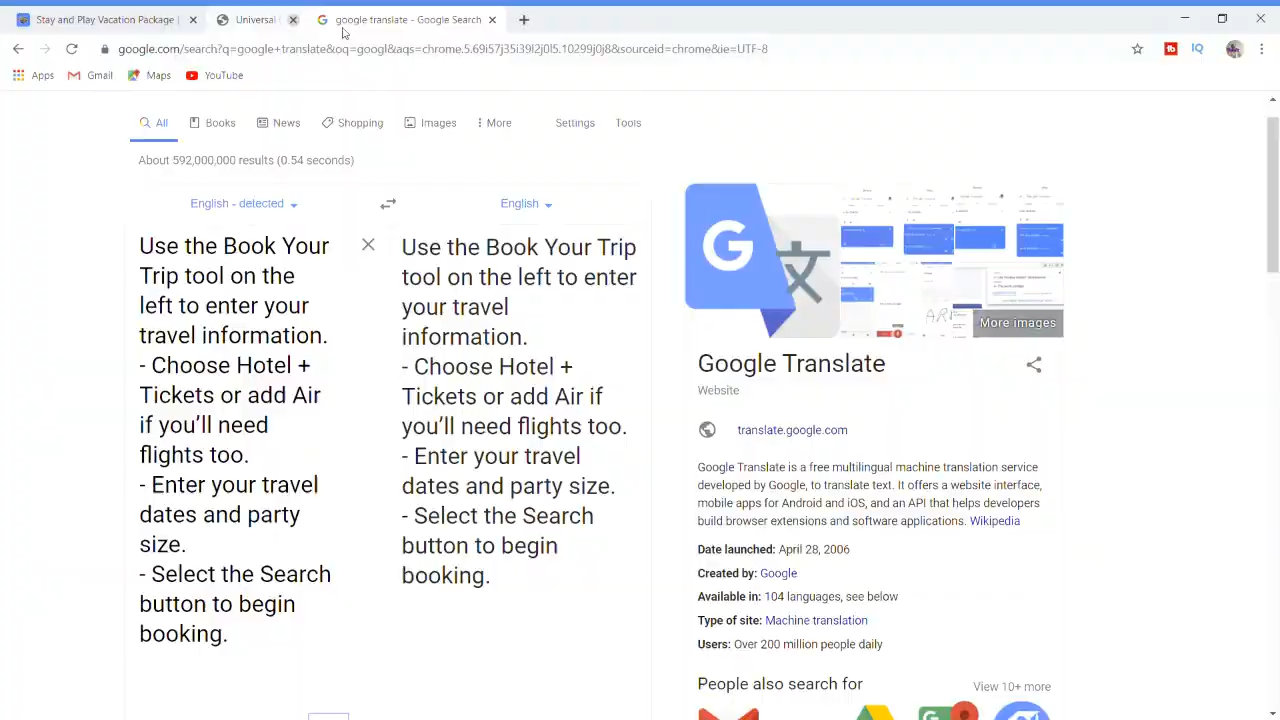 Stay and Play Vacation Package |
Universal
google translate - Google Search
google.com/search?q=google+translate&oq=googl&aqs=chrome.5.69i57j35i39l2j0l5.10299j0j8&sourceid=chrome&ie=UTF-8
Apps
Gmail
Maps
YouTube
All
Books
News
Shopping
Images
More
Settings
Tools
About 592,000,000 results (0.54 seconds)
English - detected
English
Use the Book Your
Trip tool on the
left to enter your
travel information.
- Choose Hotel +
Tickets or add Air
if you’ll need
flights too.
- Enter your travel
dates and party
size.
- Select the Search
button to begin
booking.
Use the Book Your Trip
tool on the left to enter
your travel
information.
- Choose Hotel +
Tickets or add Air if
you’ll need flights too.
- Enter your travel
dates and party size.
- Select the Search
button to begin
booking.
More images
Google Translate
Website
translate.google.com
Google Translate is a free multilingual machine translation service
developed by Google, to translate text. It offers a website interface,
mobile apps for Android and iOS, and an API that helps developers
build browser extensions and software applications. Wikipedia
Date launched: April 28, 2006
Created by: Google
Available in: 104 languages, see below
Type of site: Machine translation
Users: Over 200 million people daily
People also search for
View 10+ more